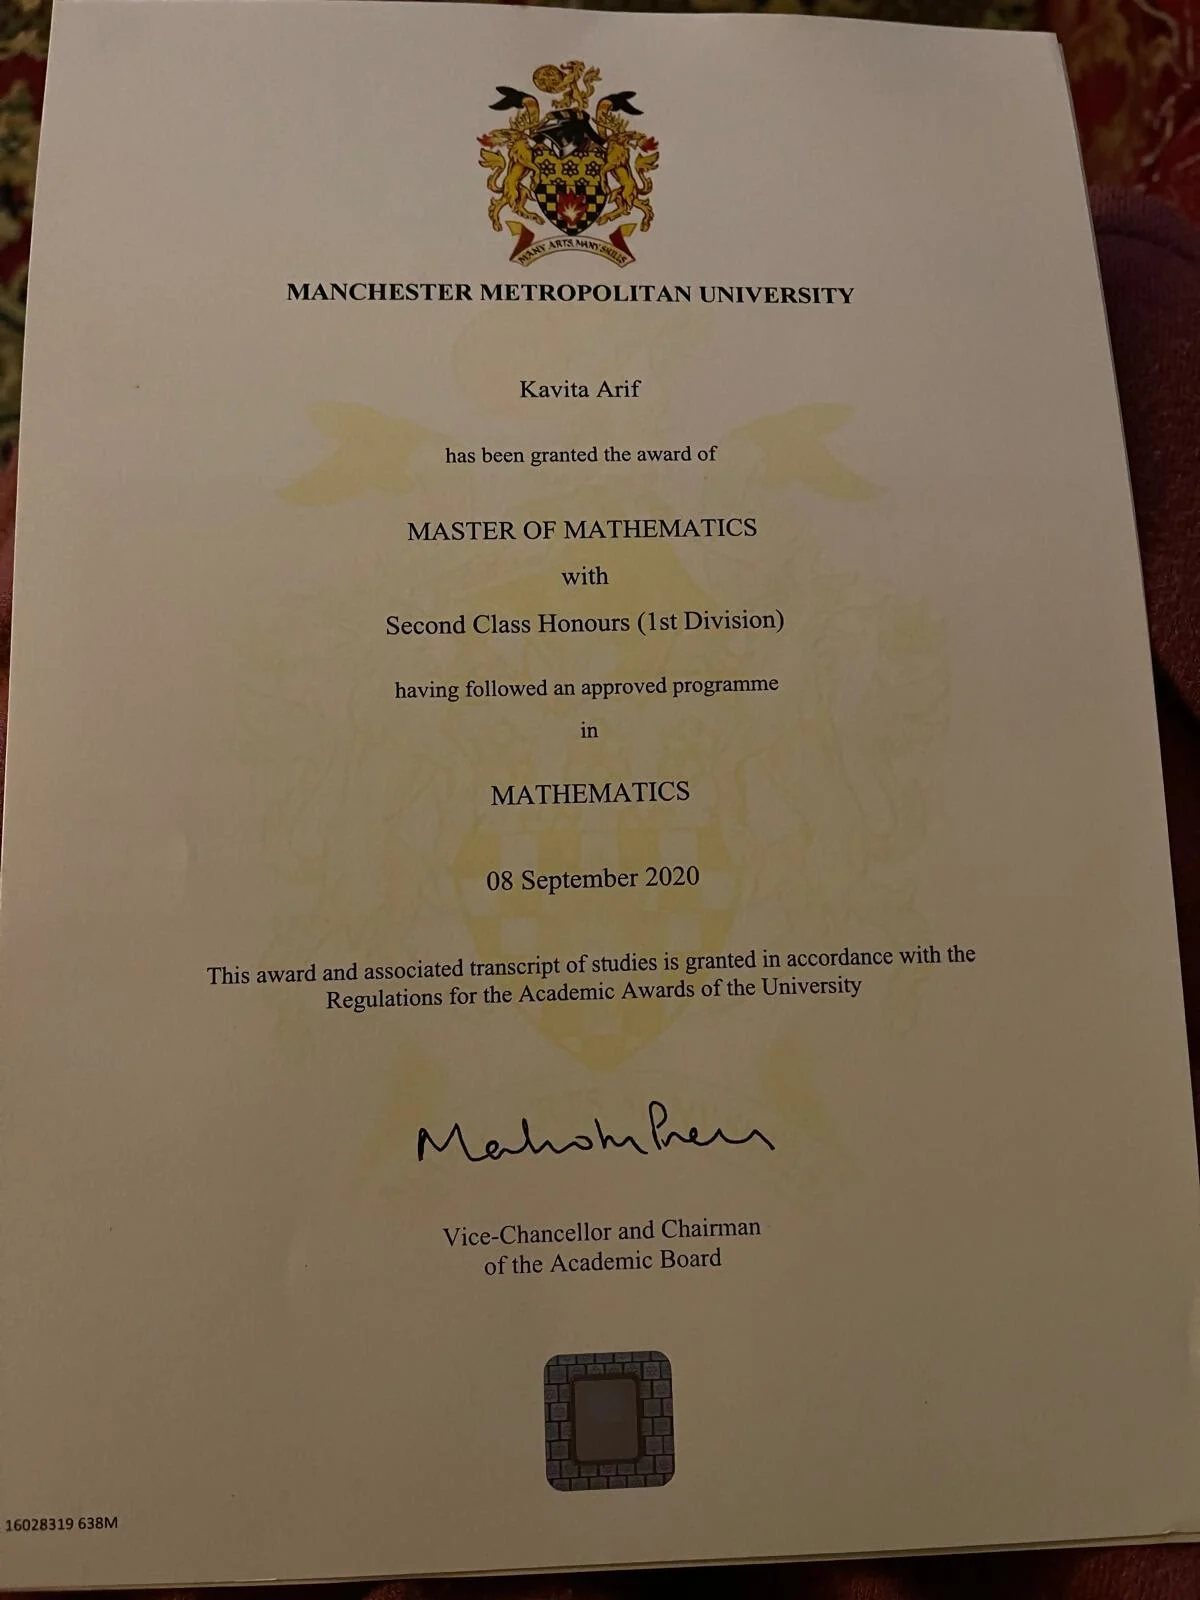 MANY ARTS, MANY SKILLS
MANCHESTER METROPOLITAN UNIVERSITY
Kavita Arif
has been granted the award of
MASTER OF MATHEMATICS
with
Second Class Honours (1st Division)
having followed an approved programme
in
MATHEMATICS
08 September 2020
This award and associated transcript of studies is granted in accordance with the
Regulations for the Academic Awards of the University
Vice-Chancellor and Chairman
of the Academic Board
16028319 638M